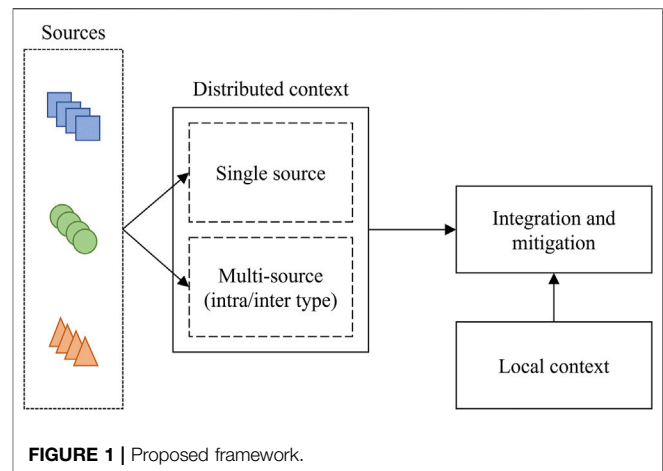 Sources
Distributed context
Single source
Multi-source
(intra/inter type)
Integration and
mitigation
Local context
FIGURE 1 | Proposed framework.